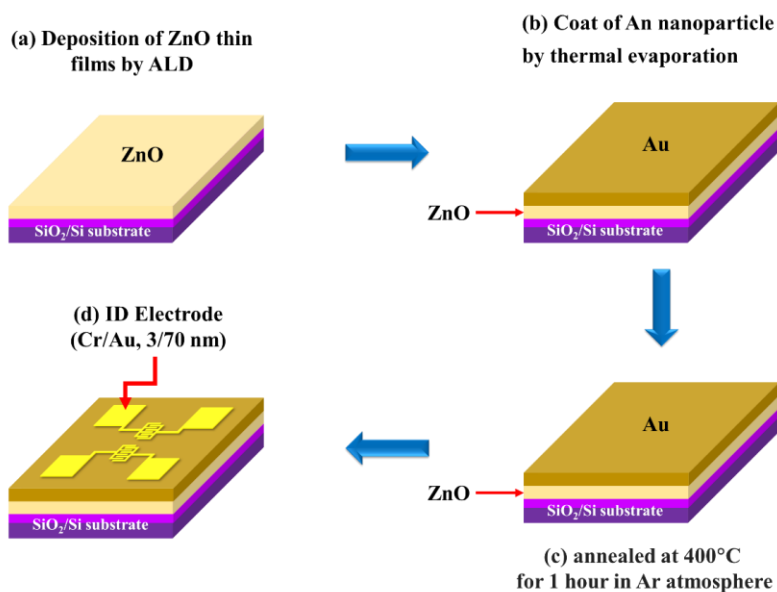 (a) Deposition of ZnO thin
films by ALD
ZnO
SiO₂/Si substrate
(b) Coat of An nanoparticle
by thermal evaporation
Au
ZnO
SiO₂/Si substrate
Au
ZnO
SiO₂/Si substrate
(c) annealed at 400°C
for 1 hour in Ar atmosphere
(d) ID Electrode
(Cr/Au, 3/70 nm)
SiO₂/Si substrate